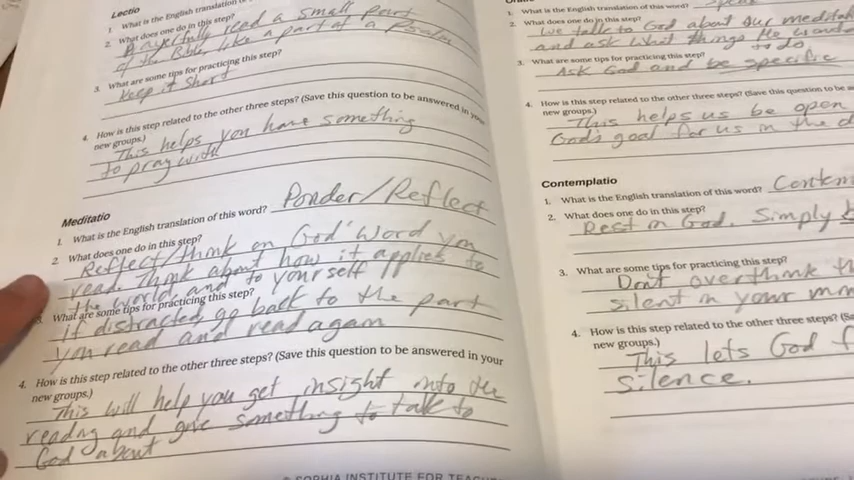 Lectio
1. What is the English translation
2. What does one do in this step?
Prayerfully read a small part
of the Bible, like a part of a Psalm
3. What are some tips for practicing this step?
Keep it short
4. How is this step related to the other three steps? (Save this question to be answered in your
new groups.)
This helps you have something
to pray with
Meditatio
1. What is the English translation of this word? Ponder/Reflect
2. What does one do in this step?
Reflect/think on God' word you
read. Think about how it applies to
the world, and to yourself
3. What are some tips for practicing this step?
if distracted, go back to the part
you read and read again
4. How is this step related to the other three steps? (Save this question to be answered in your
new groups.)
This will help you get insight into the
reading and give something to talk to
God about
SOPHIA INSTITUTE FOR
1. What is the English translation of this word?
2. What does one do in this step?
We talk to God about our
and ask what things He
to do
3. What are some tips for practicing this step?
Ask God and be specific
4. How is this step related to the other three steps? (Save this question to be
new groups.)
This helps us be open
God's goal for us in the
Contemplatio
1. What is the English translation of this word?
2. What does one do in this step?
Rest in God. Simply
3. What are some tips for practicing this step?
Don't overthink
silent in your
4. How is this step related to the other three steps?
new groups.)
This lets God
silence.